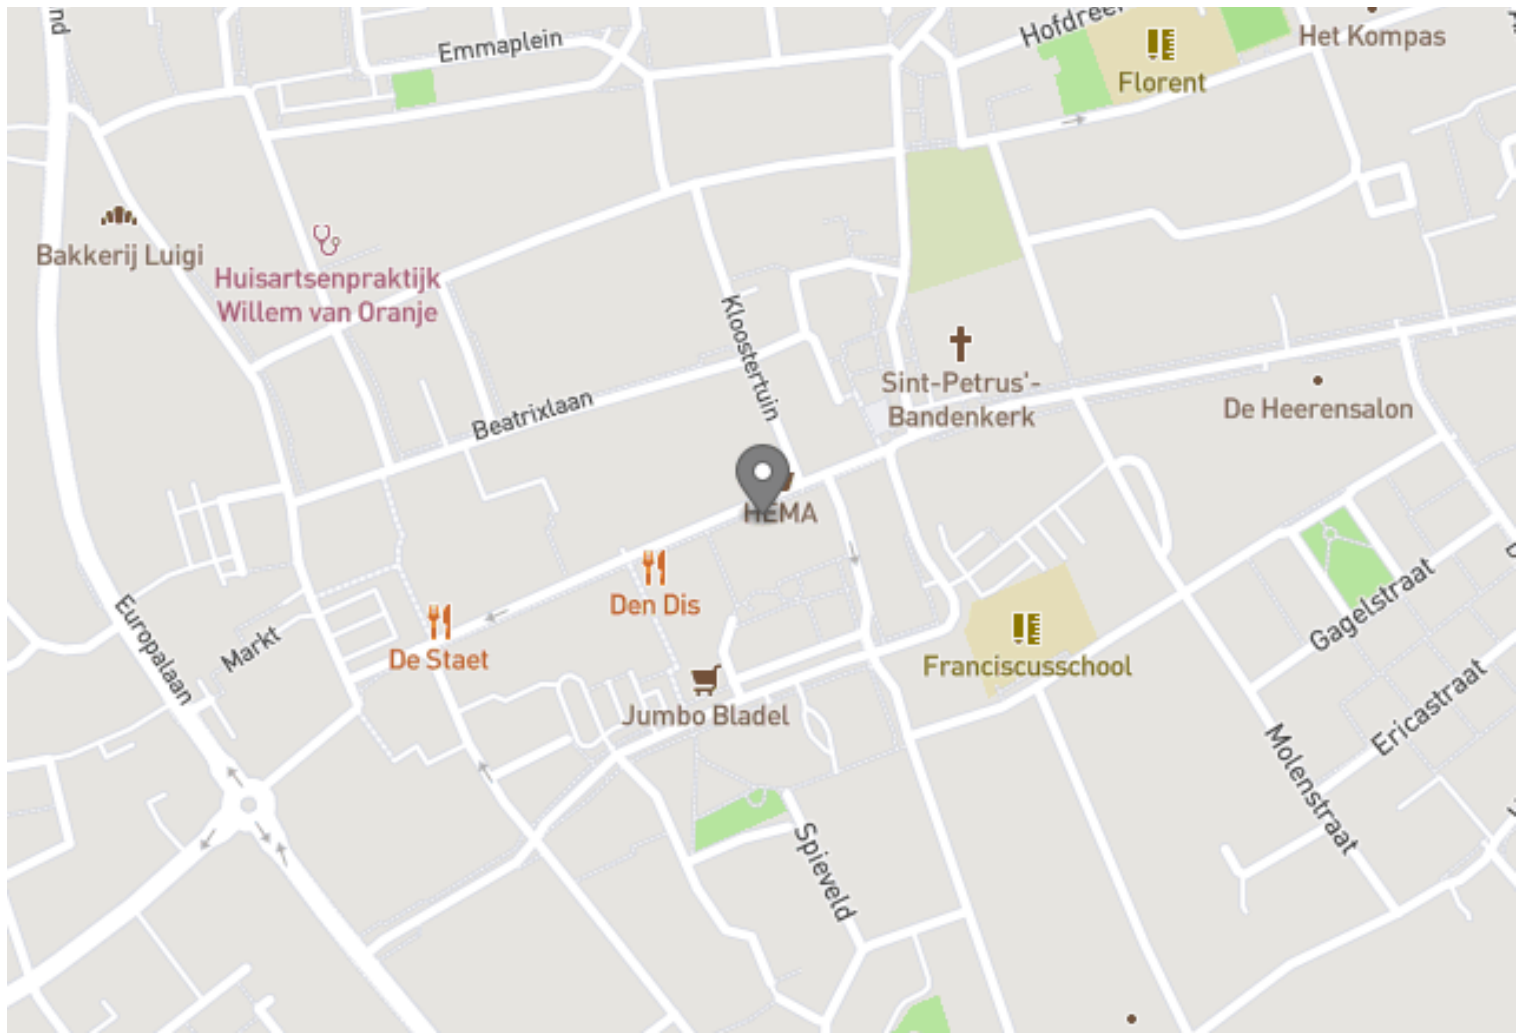 Emmaplein
Hofdreef
Het Kompas
Florent
Bakkerij Luigi
Huisartsenpraktijk
Willem van Oranje
Kloostertuin
Sint-Petrus'-
Bandenkerk
De Heerensalon
Beatrixlaan
HEMA
Den Dis
De Staet
Markt
Europalaan
Franciscusschool
Gagelstraat
Jumbo Bladel
Ericastraat
Molenstraat
Spieveld